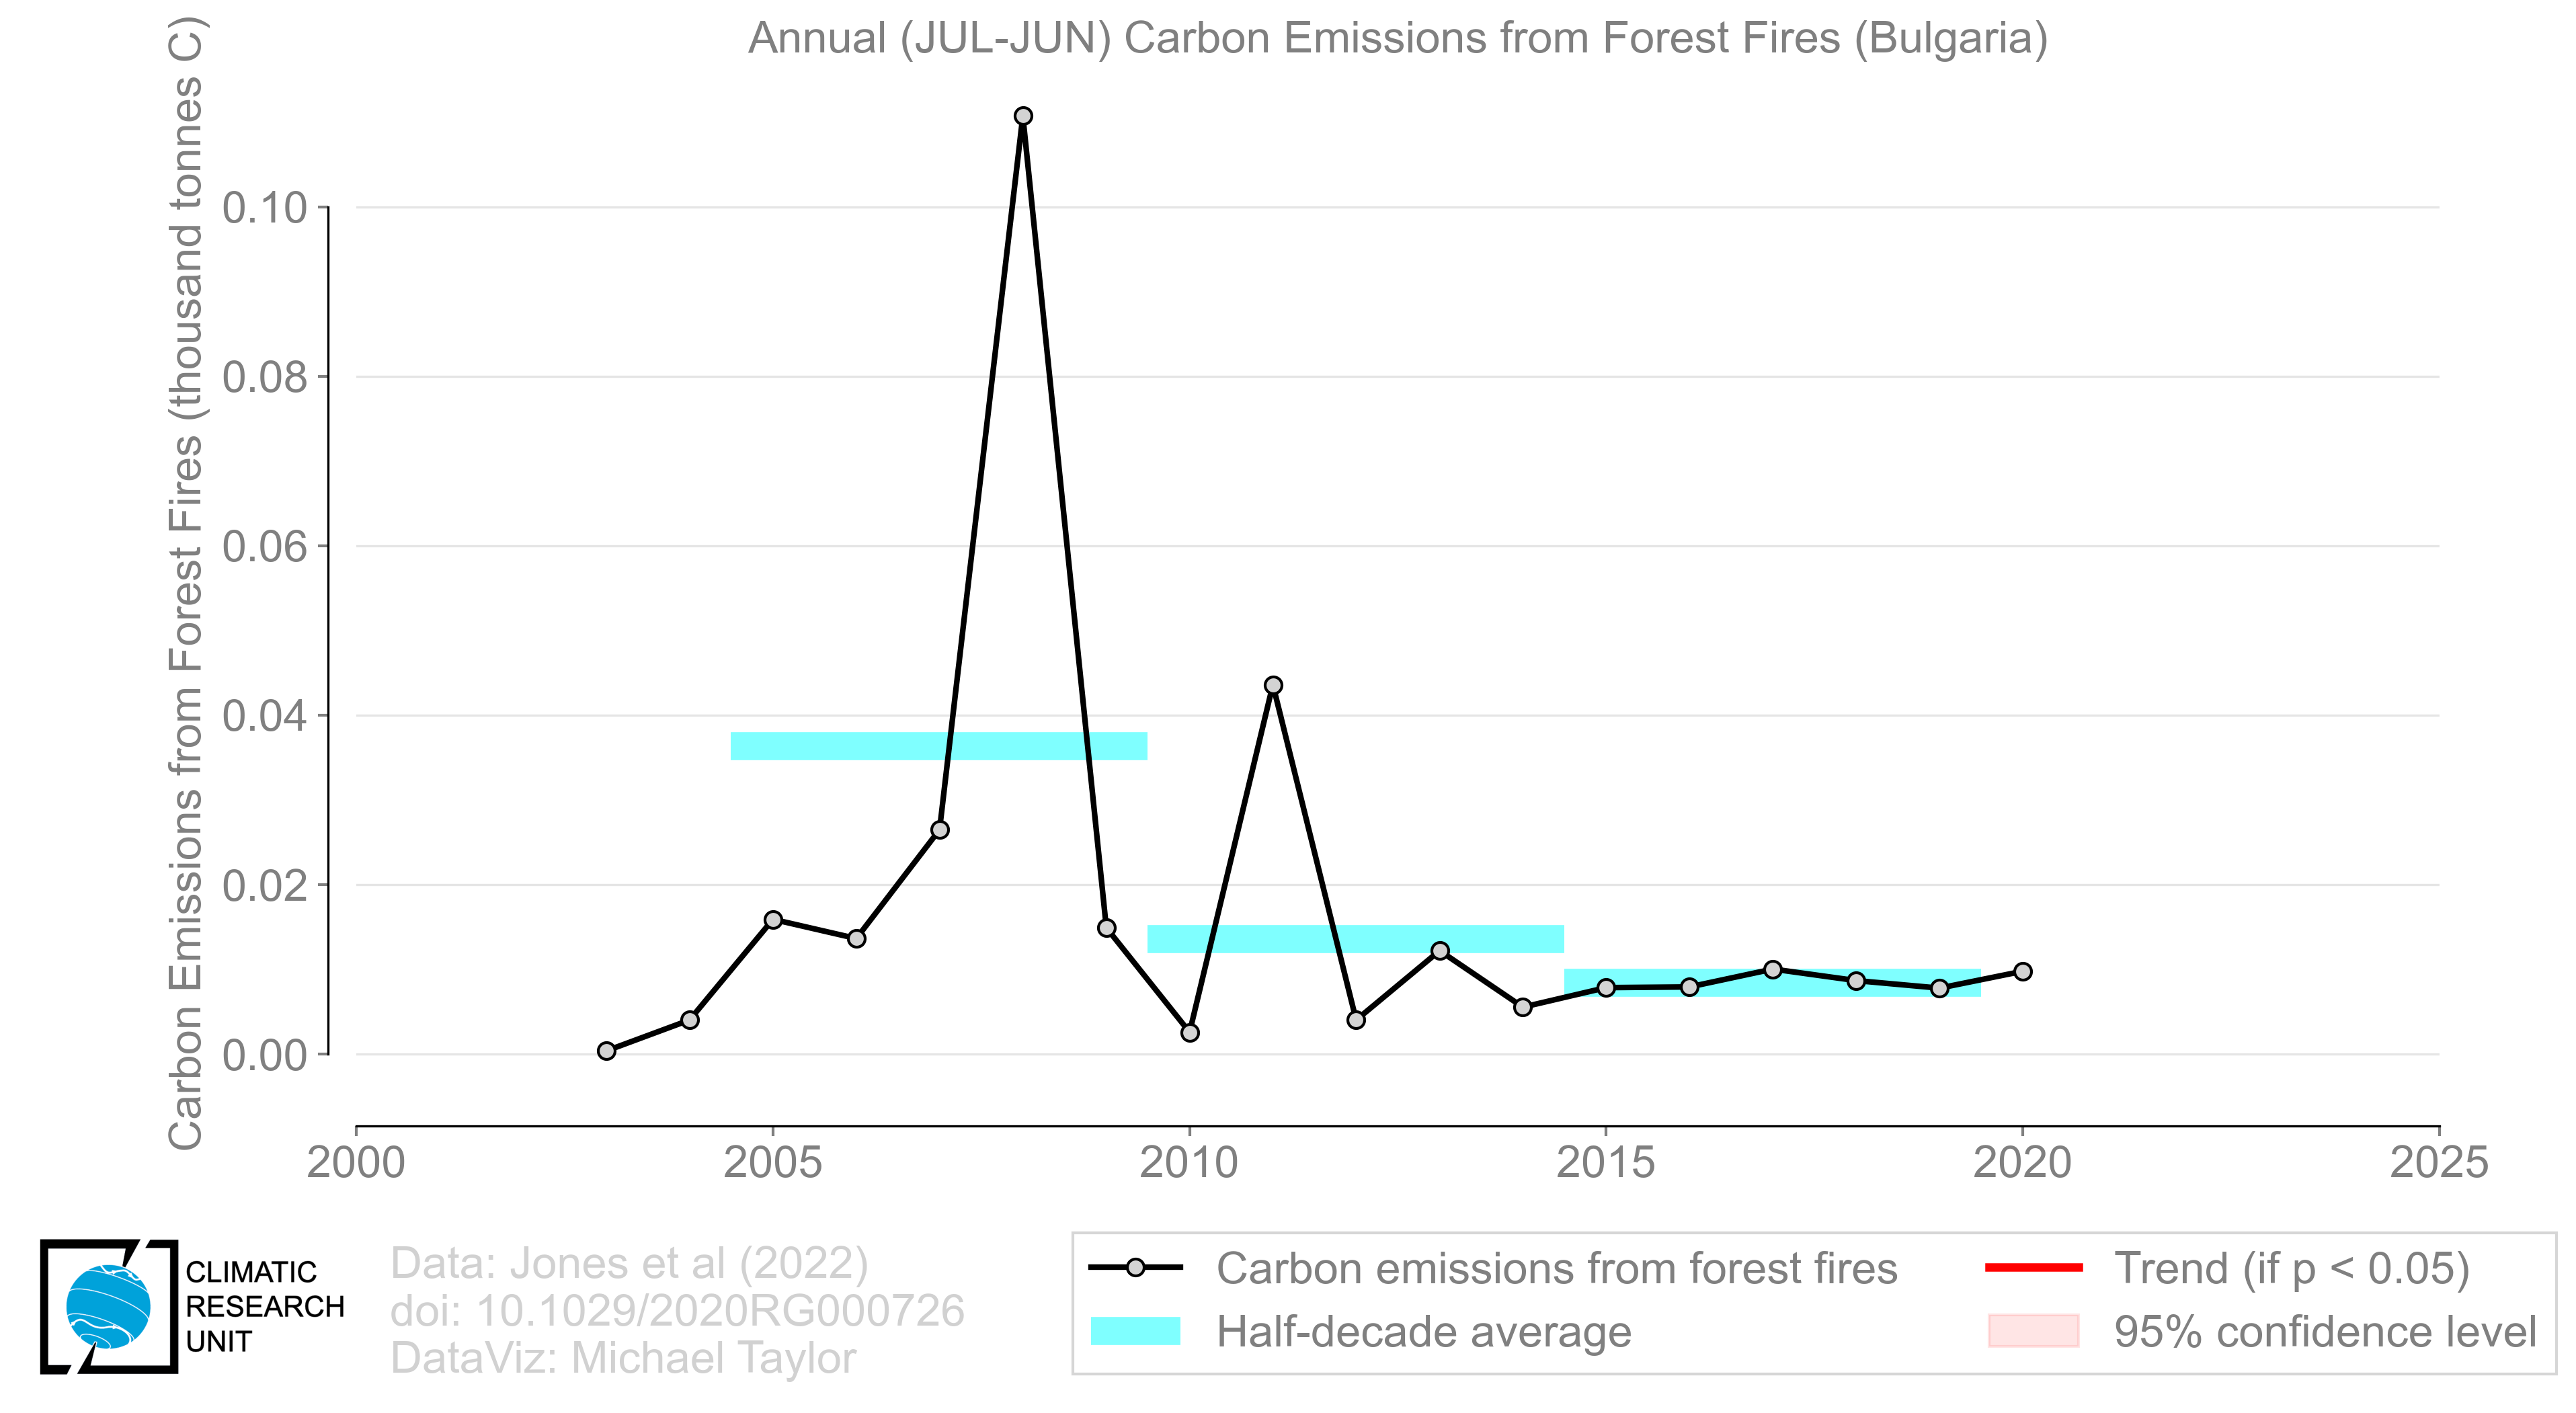 Annual (JUL-JUN) Carbon Emissions from Forest Fires (Bulgaria)
Carbon Emissions from Forest Fires (thousand tonnes C)
0.10
0.08
0.06
0.04
0.02
0.00
2000
2005
2010
2015
2020
2025
CLIMATIC
RESEARCH
UNIT
Data: Jones et al (2022)
doi: 10.1029/2020RG000726
DataViz: Michael Taylor
Carbon emissions from forest fires
Half-decade average
Trend (if p < 0.05)
95% confidence level